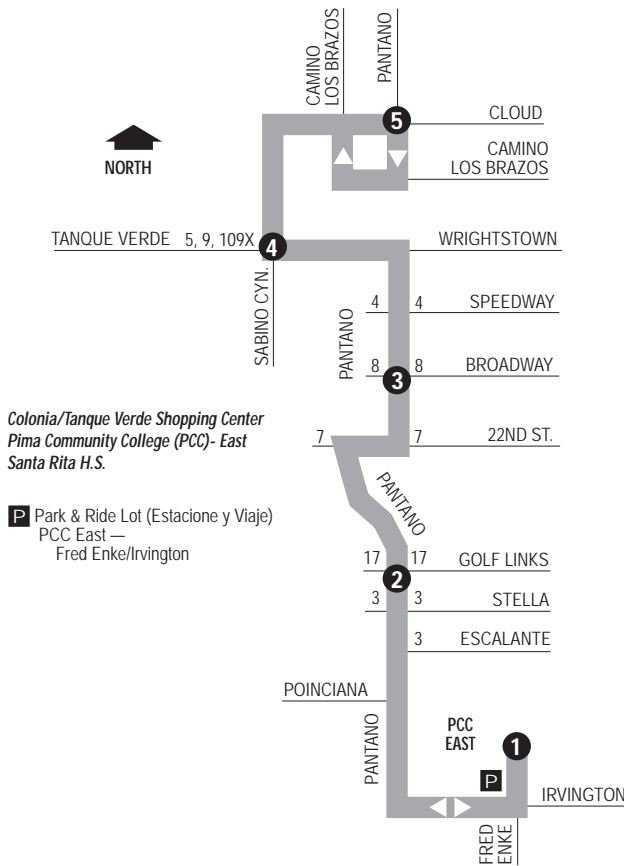 CAMINO
LOS BRAZOS
PANTANO
5
CLOUD
NORTH
CAMINO
LOS BRAZOS
TANQUE VERDE 5, 9, 109X
4
WRIGHTSTOWN
SABINO CYN.
4 4 SPEEDWAY
PANTANO
8 8 BROADWAY
3
Colonia/Tanque Verde Shopping Center
Pima Community College (PCC)- East
Santa Rita H.S.
7 7 22ND ST.
PANTANO
P Park & Ride Lot (Estacione y Viaje)
PCC East —
Fred Enke/Irvington
17 17 GOLF LINKS
2
3 3 STELLA
3 ESCALANTE
POINCIANA
PANTANO
PCC
EAST
1
P
IRVINGTON
FRED
ENKE